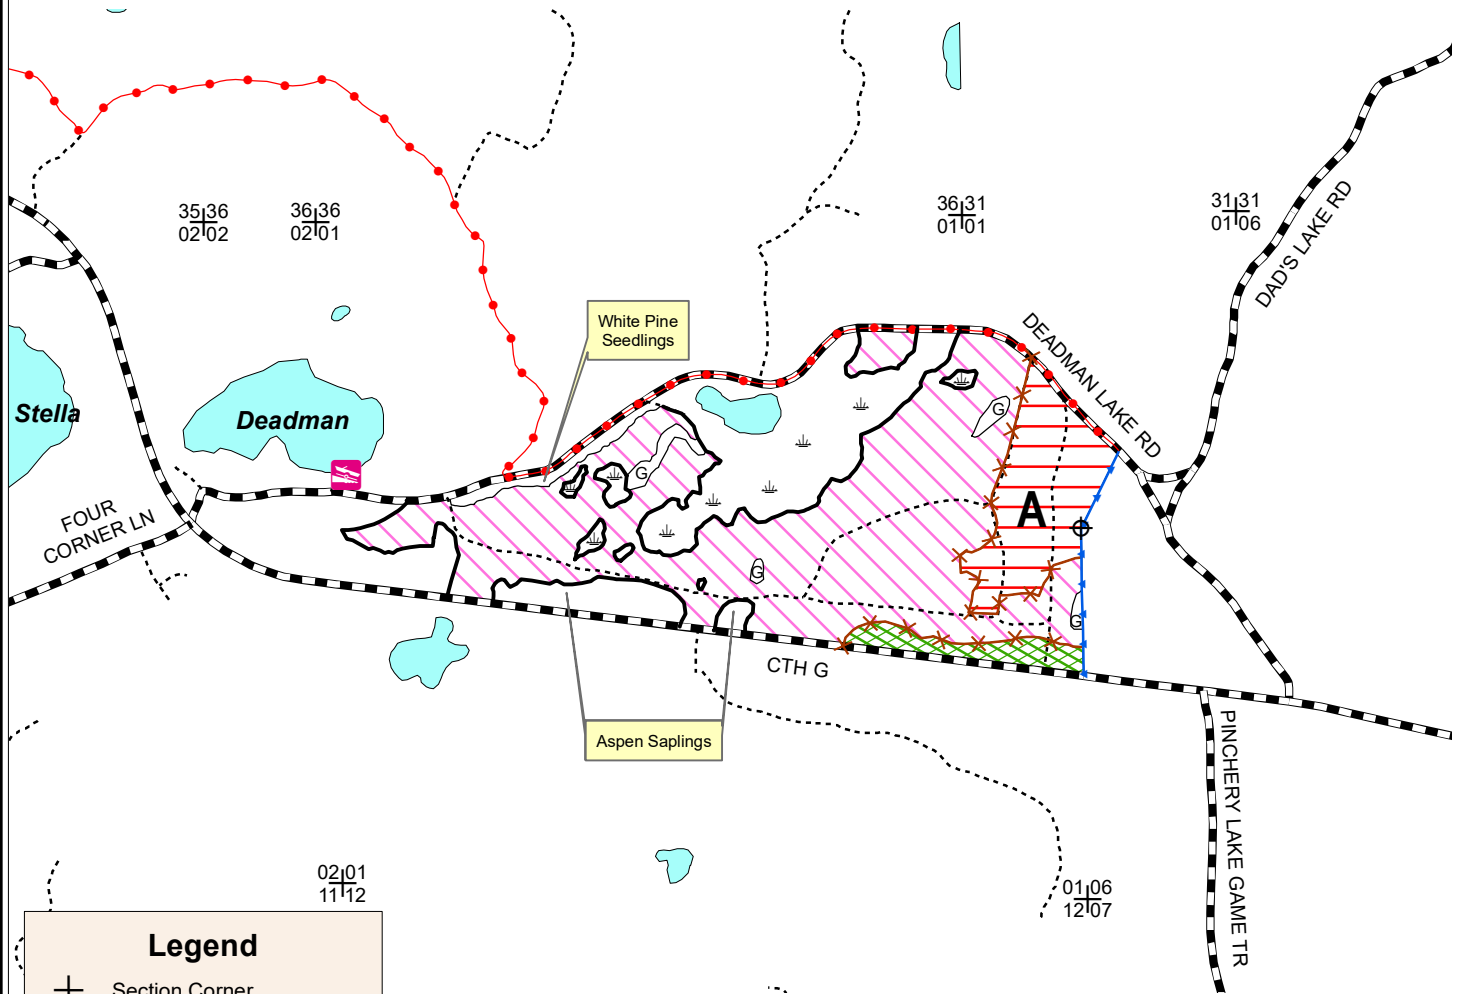 35 36
02 02
36 36
02 01
36 31
01 01
31 31
01 06
DAD'S LAKE RD
White Pine
Seedlings
DEADMAN LAKE RD
Stella
Deadman
G
G
A
FOUR
CORNER LN
G
G
CTH G
Aspen Saplings
PINCHERY LAKE GAME TR
02 01
11 12
01 06
12 07
Legend
Section Corner